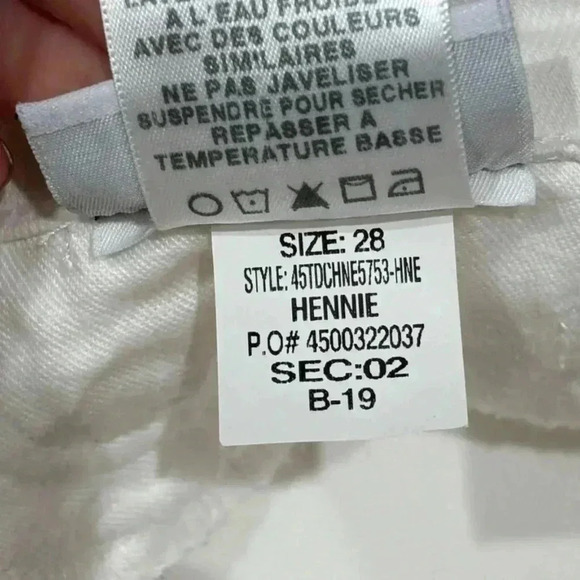 À L'EAU FROIDE
AVEC DES COULEURS
SIMILAIRES
NE PAS JAVELISER
SUSPENDRE POUR SECHER
REPASSER A
TEMPERATURE BASSE
SIZE: 28
STYLE: 45TDCHNE5753-HNE
HENNIE
P.O# 4500322037
SEC:02
B-19